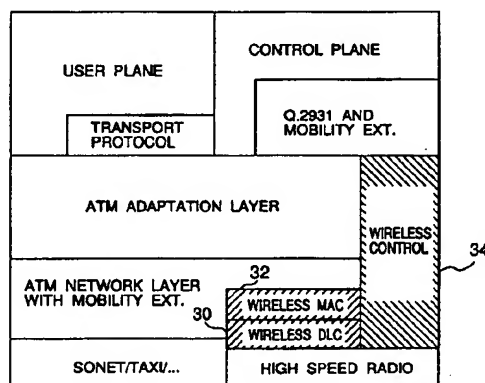 USER PLANE
CONTROL PLANE
TRANSPORT
PROTOCOL
Q.2931 AND
MOBILITY EXT.
ATM ADAPTATION LAYER
WIRELESS
CONTROL
34
ATM NETWORK LAYER
WITH MOBILITY EXT.
32
30
WIRELESS MAC
WIRELESS DLC
SONET/TAXI/...
HIGH SPEED RADIO